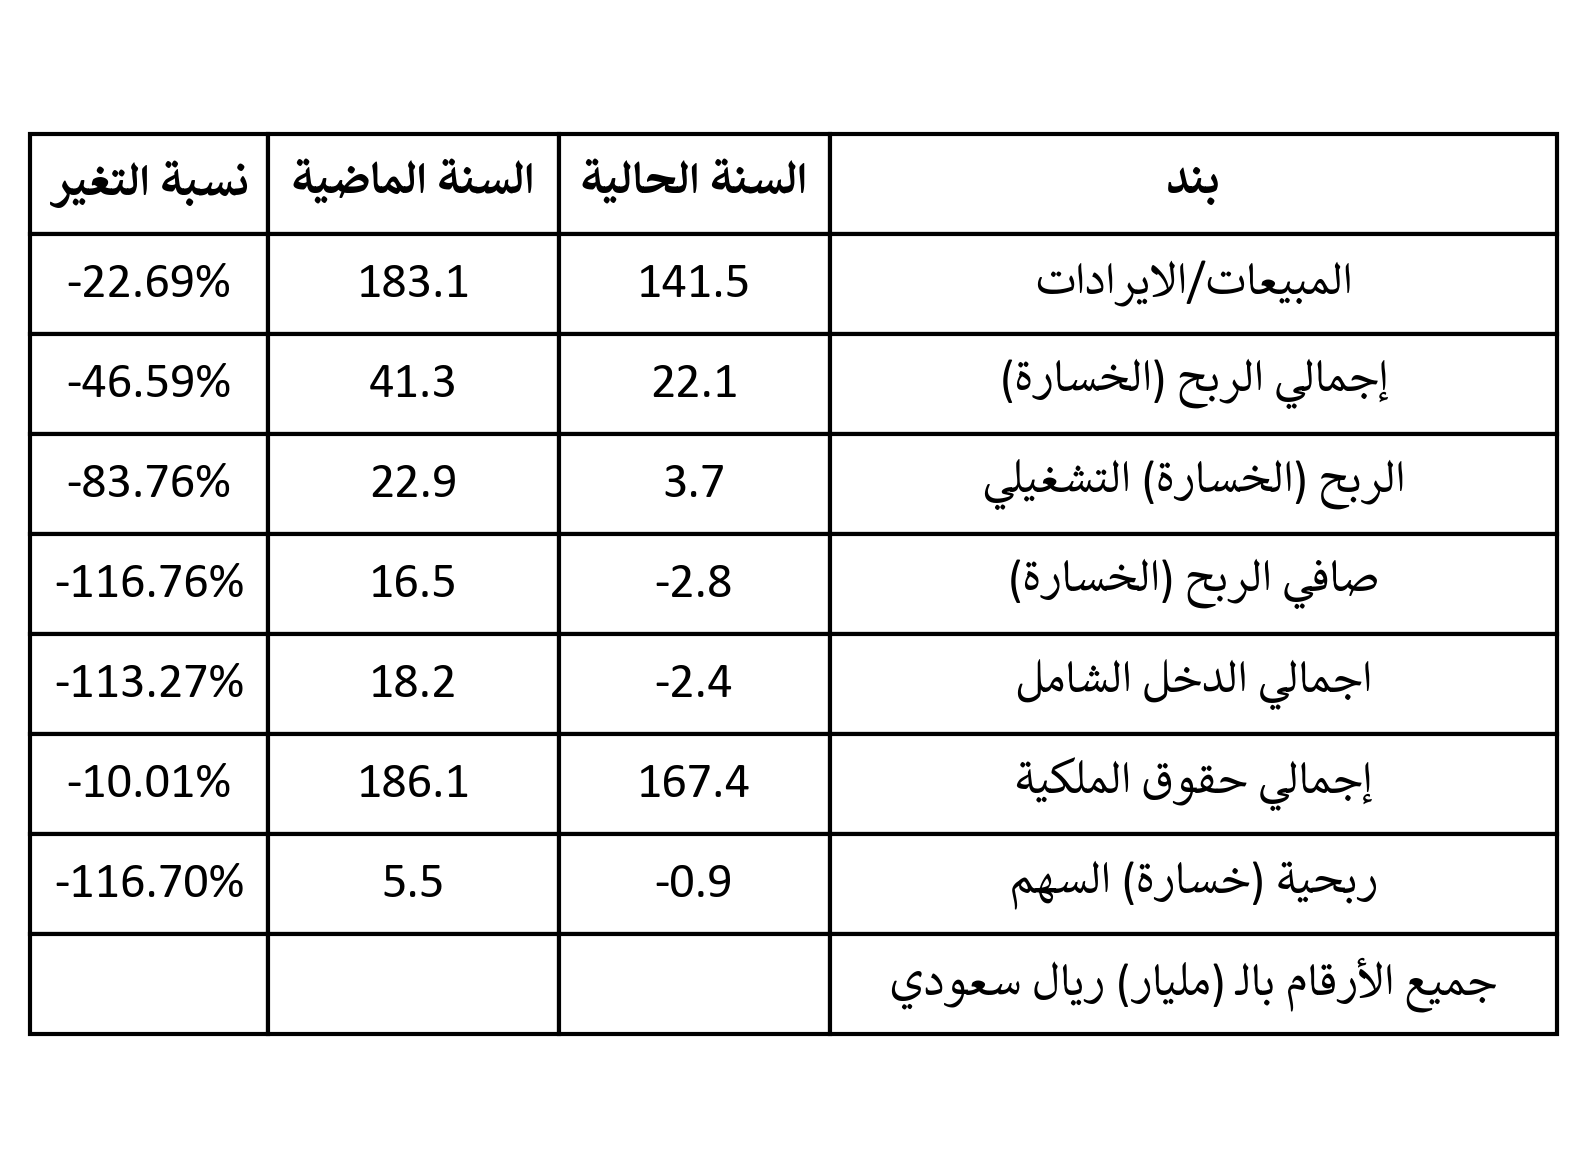 بند السنة الحالية السنة الماضية نسبة التغير
المبيعات/الايرادات 141.5 183.1 -22.69%
إجمالي الربح (الخسارة) 22.1 41.3 -46.59%
الربح (الخسارة) التشغيلي 3.7 22.9 -83.76%
صافي الربح (الخسارة) -2.8 16.5 -116.76%
اجمالي الدخل الشامل -2.4 18.2 -113.27%
إجمالي حقوق الملكية 167.4 186.1 -10.01%
ربحية (خسارة) السهم -0.9 5.5 -116.70%
جميع الأرقام بالـ (مليار) ريال سعودي